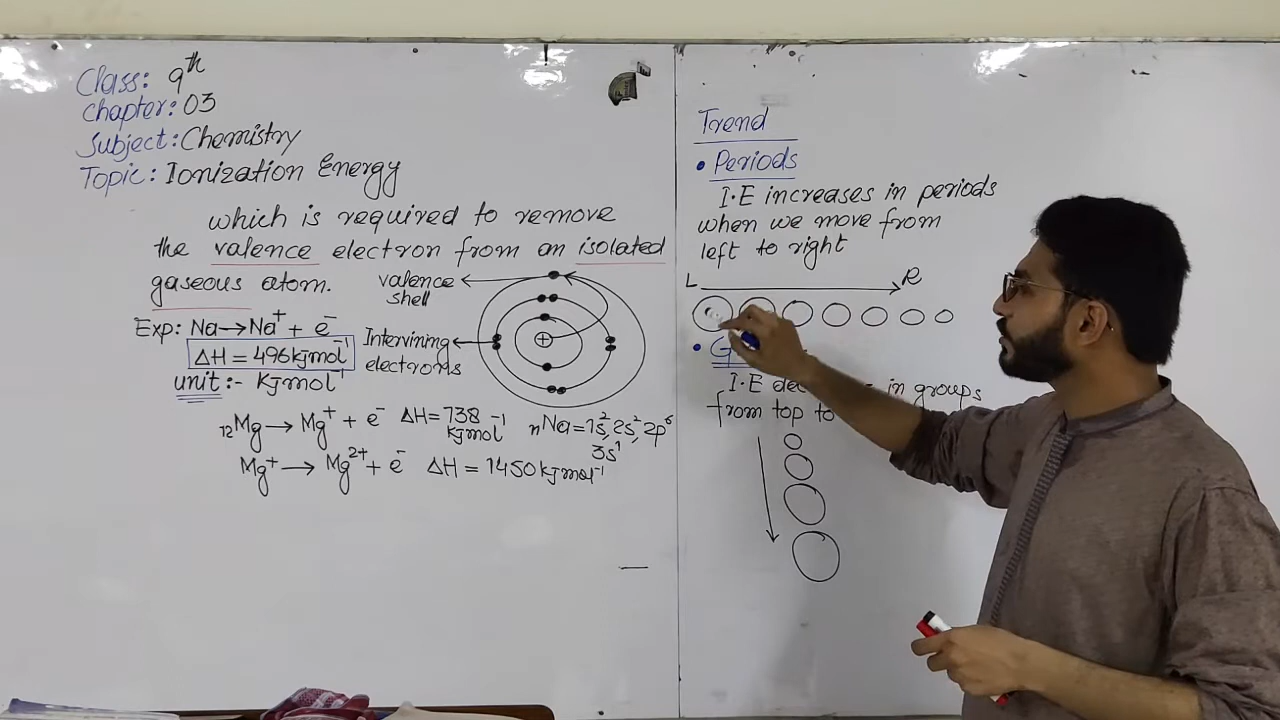 Class: 9th
Chapter: 03
Subject: Chemistry
Topic: Ionization Energy
which is required to remove
the valence electron from an isolated
gaseous atom.
valence
shell
Exp: Na → Na⁺ + e⁻
ΔH = 496 kjmol⁻¹
Intervining
electrons
+
unit:- Kjmol⁻¹
₁₂Mg → Mg⁺ + e⁻ ΔH = 738
kjmol⁻¹
Na = 1s², 2s², 2p⁶
3s¹
Mg⁺ → Mg²⁺ + e⁻ ΔH = 1450 kjmol⁻¹
Trend
• Periods
I.E increases in periods
when we move from
left to right
L → R
•
I.E in groups
from top to